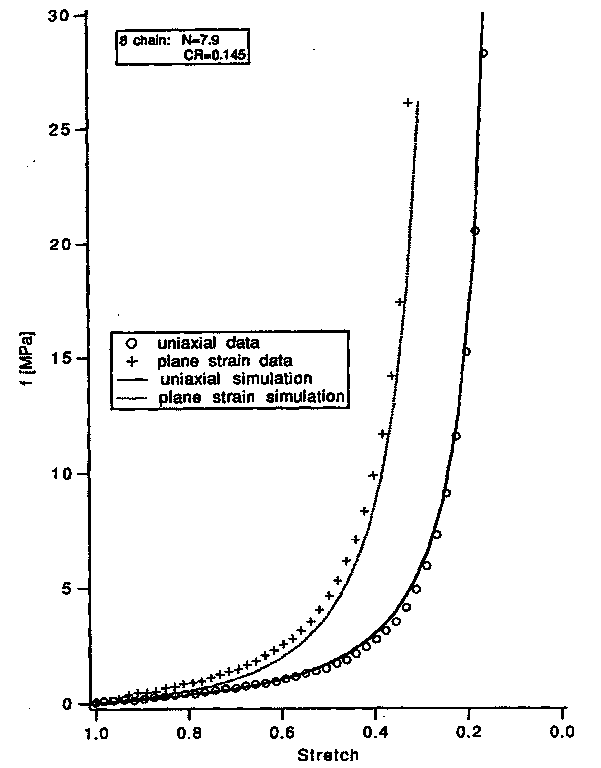 30
8 chain: N=7.9
CR=0.145
25
20
15
10
5
0
f [MPa]
uniaxial data
plane strain data
uniaxial simulation
plane strain simulation
1.0 0.8 0.6 0.4 0.2 0.0
Stretch